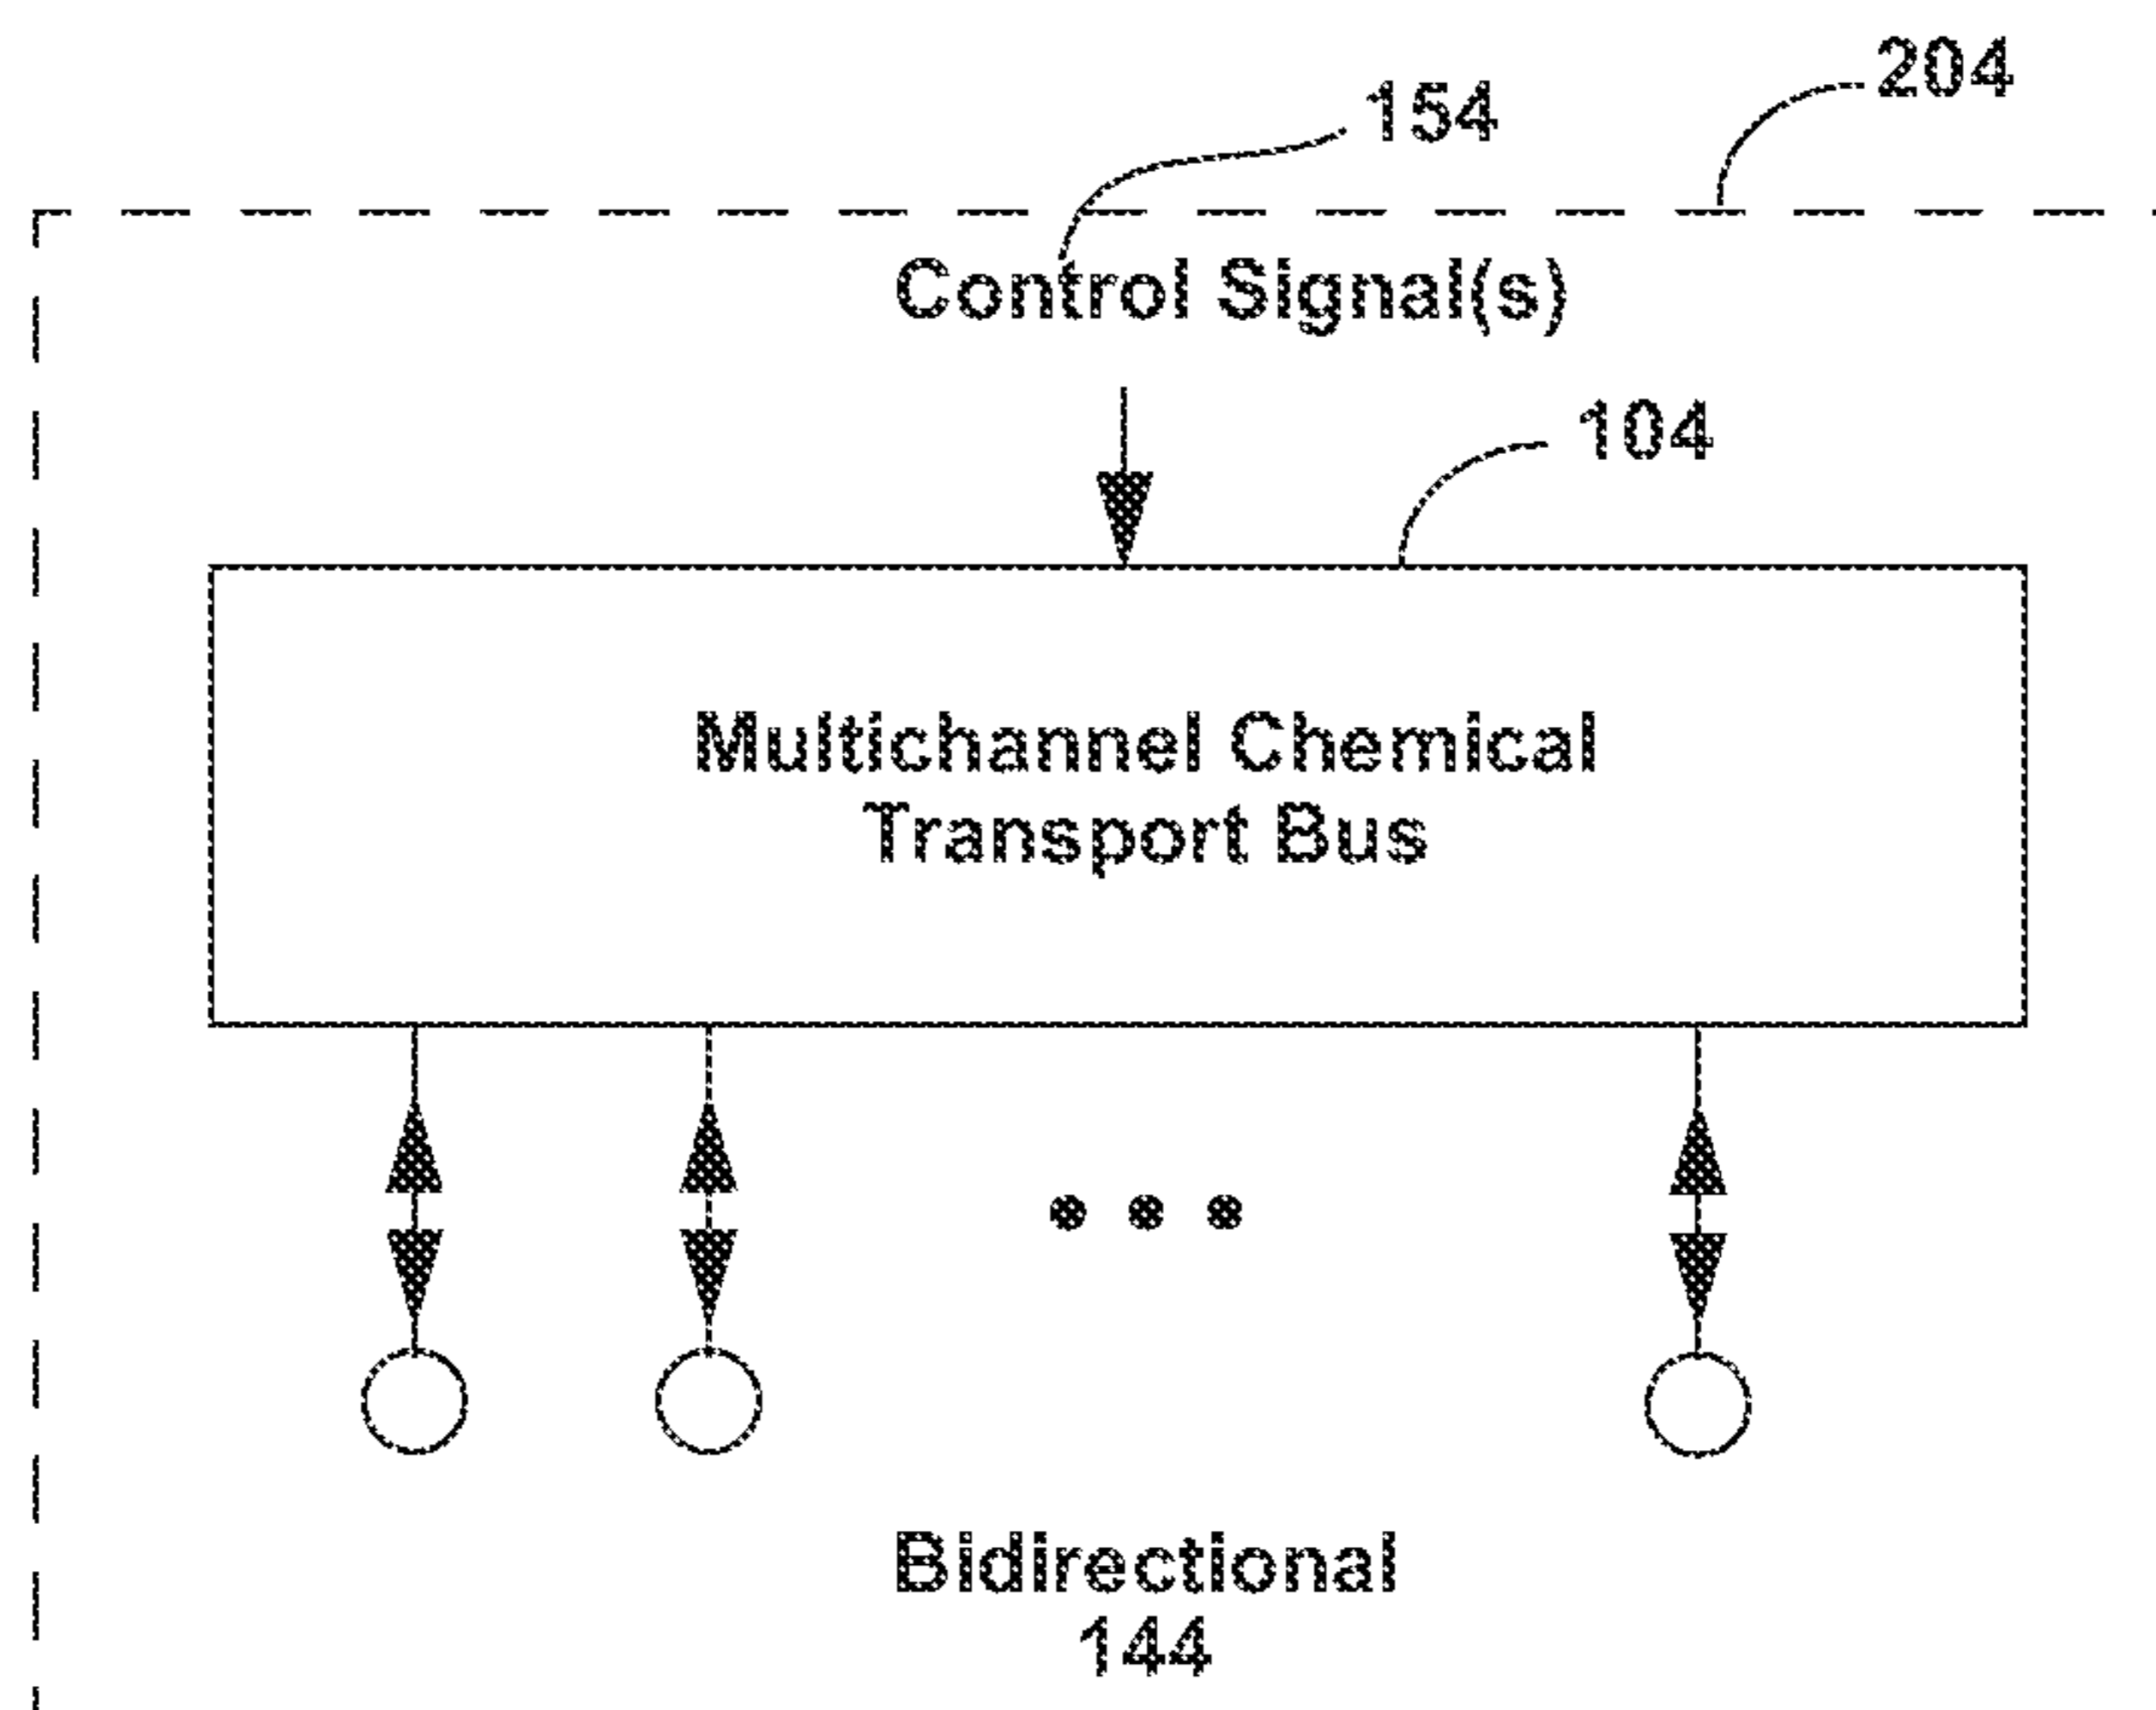 204
154
Control Signal(s)
104
Multichannel Chemical
Transport Bus
Bidirectional
144